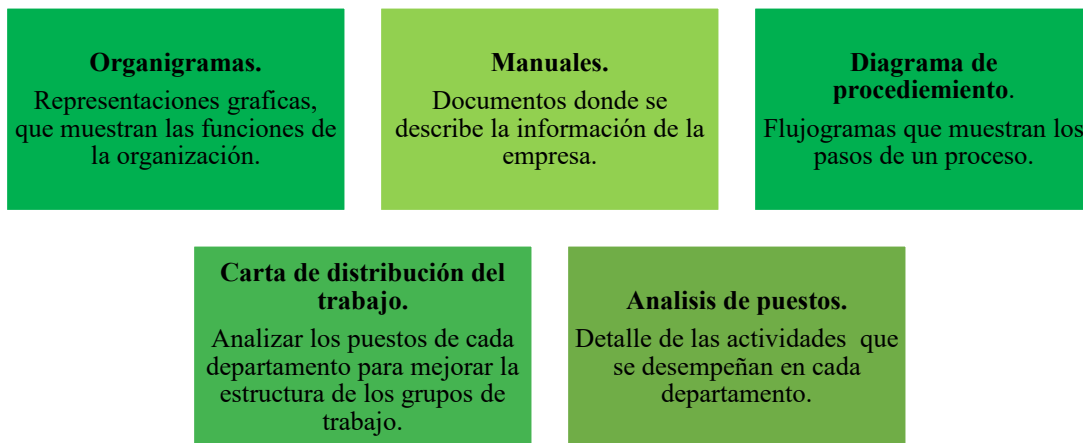 Organigramas.
Representaciones graficas,
que muestran las funciones de
la organización.
Manuales.
Documentos donde se
describe la información de la
empresa.
Diagrama de
procediemiento.
Flujogramas que muestran los
pasos de un proceso.
Carta de distribución del
trabajo.
Analizar los puestos de cada
departamento para mejorar la
estructura de los grupos de
trabajo.
Analisis de puestos.
Detalle de las actividades que
se desempeñan en cada
departamento.